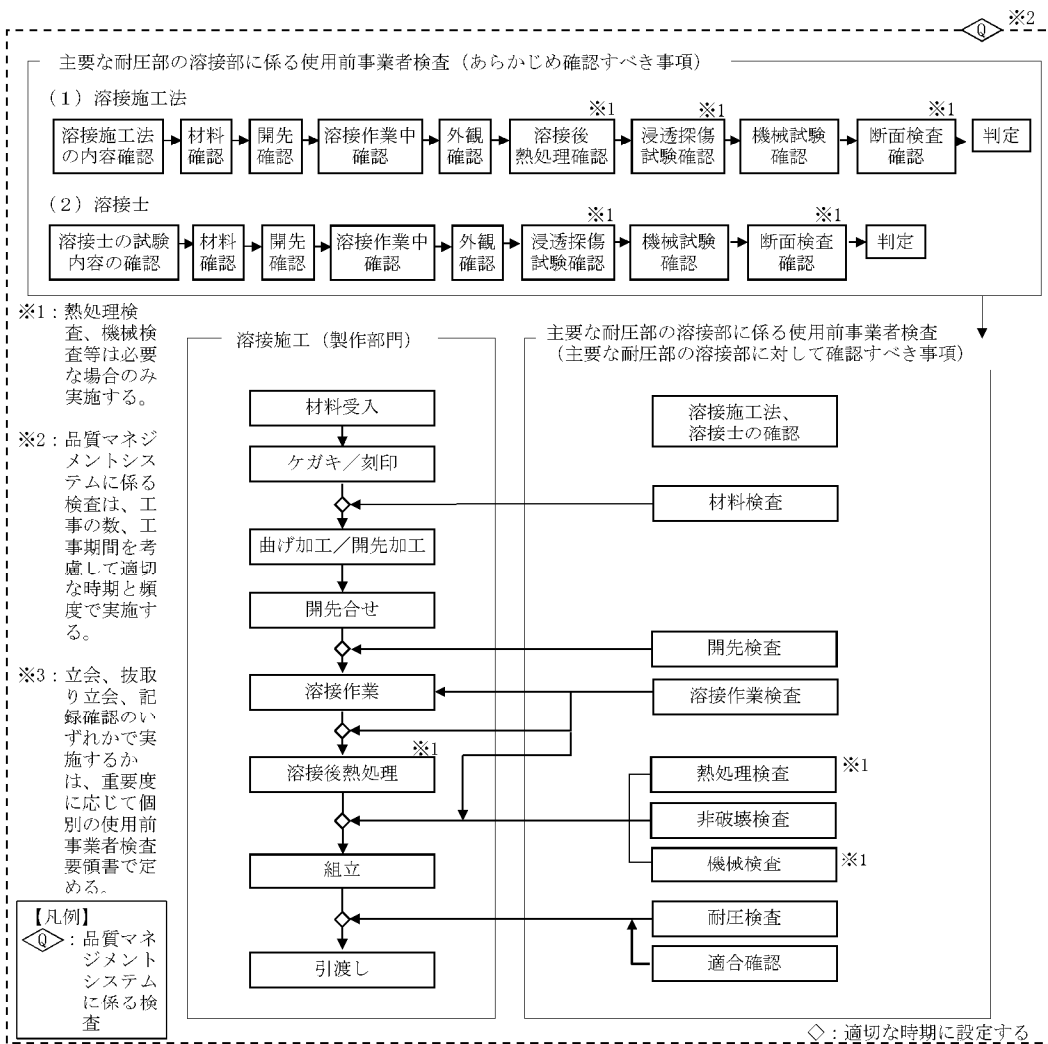 Q ※2
主要な耐圧部の溶接部に係る使用前事業者検査（あらかじめ確認すべき事項）
（１）溶接施工法
溶接施工法
の内容確認
材料
確認
開先
確認
溶接作業中
確認
外観
確認
※1
溶接後
熱処理確認
※1
浸透探傷
試験確認
機械試験
確認
※1
断面検査
確認
判定
（２）溶接士
溶接士の試験
内容の確認
材料
確認
開先
確認
溶接作業中
確認
外観
確認
※1
浸透探傷
試験確認
機械試験
確認
※1
断面検査
確認
判定
※1：熱処理検
査、機械検
査等は必要
な場合のみ
実施する。
※2：品質マネジ
メントシス
テムに係る
検査は、工
事の数、工
事期間を考
慮して適切
な時期と頻
度で実施す
る。
※3：立会、抜取
り立会、記
録確認のい
ずれかで実
施するか
は、重要度
に応じて個
別の使用前
事業者検査
要領書で定
める。
【凡例】
Q：品質マネ
ジメント
システム
に係る検
査
溶接施工（製作部門）
材料受入
ケガキ／刻印
曲げ加工／開先加工
開先合せ
溶接作業
※1
溶接後熱処理
組立
引渡し
主要な耐圧部の溶接部に係る使用前事業者検査
（主要な耐圧部の溶接部に対して確認すべき事項）
溶接施工法、
溶接士の確認
材料検査
開先検査
溶接作業検査
熱処理検査 ※1
非破壊検査
機械検査 ※1
耐圧検査
適合確認
◇：適切な時期に設定する